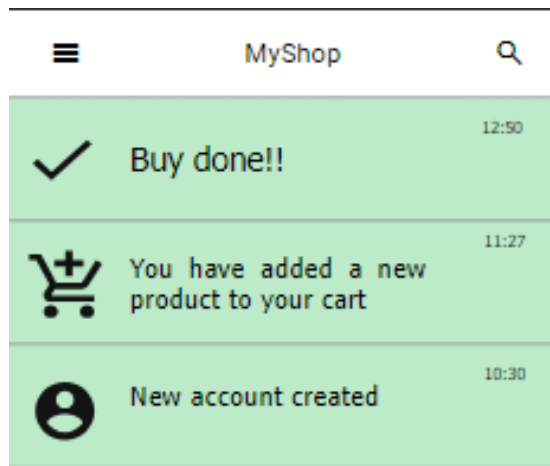 MyShop
12:50
Buy done!!
11:27
You have added a new
product to your cart
10:30
New account created